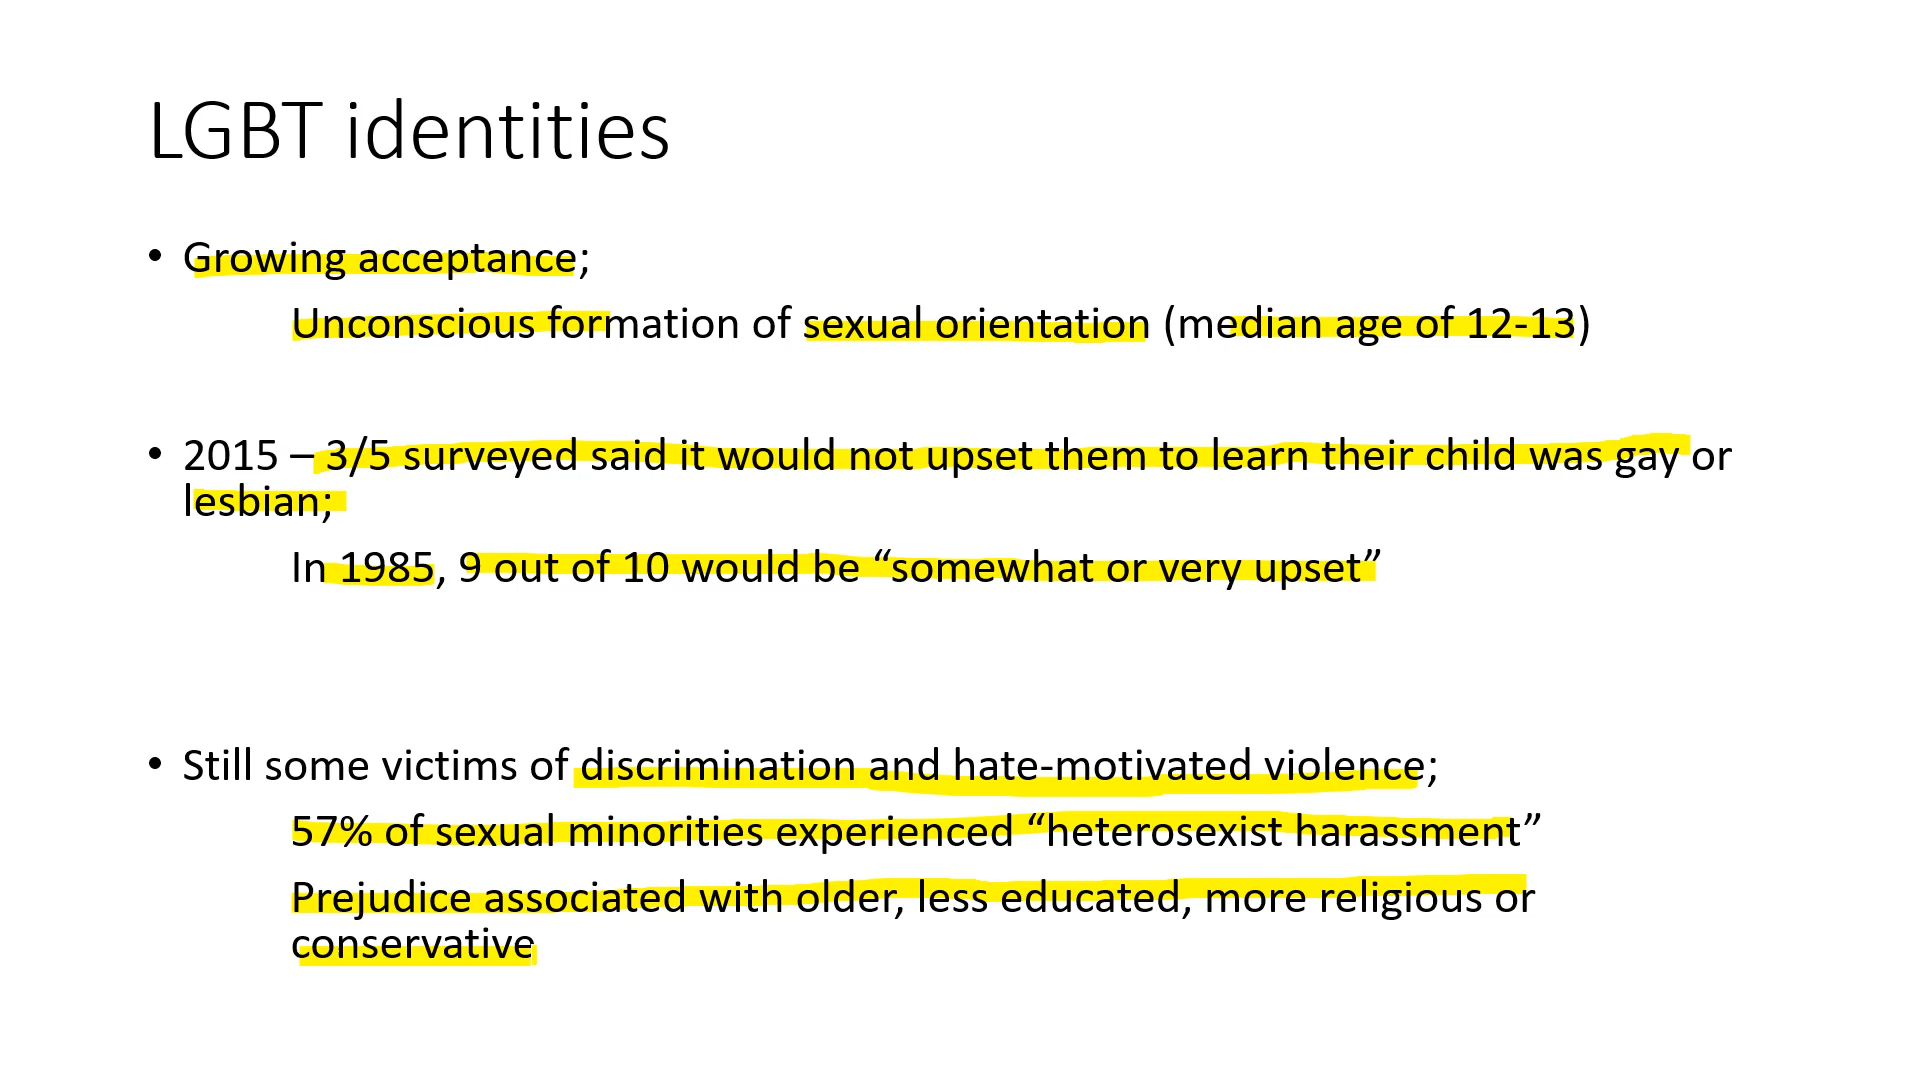 LGBT identities
• Growing acceptance;
Unconscious formation of sexual orientation (median age of 12-13)
• 2015 – 3/5 surveyed said it would not upset them to learn their child was gay or
lesbian;
In 1985, 9 out of 10 would be “somewhat or very upset”
• Still some victims of discrimination and hate-motivated violence;
57% of sexual minorities experienced “heterosexist harassment”
Prejudice associated with older, less educated, more religious or
conservative